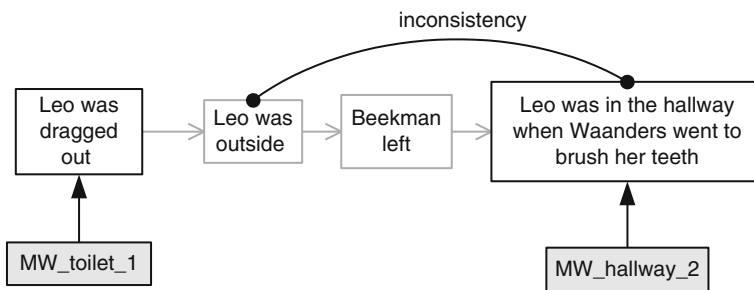 inconsistency
Leo was
dragged
out
Leo was
outside
Beekman
left
Leo was in the hallway
when Waanders went to
brush her teeth
MW_toilet_1
MW_hallway_2